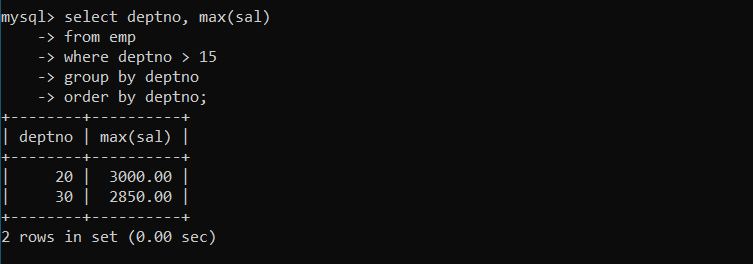 mysql> select deptno, max(sal)
    -> from emp
    -> where deptno > 15
    -> group by deptno
    -> order by deptno;
+--------+----------+
| deptno | max(sal) |
+--------+----------+
|     20 |  3000.00 |
|     30 |  2850.00 |
+--------+----------+
2 rows in set (0.00 sec)